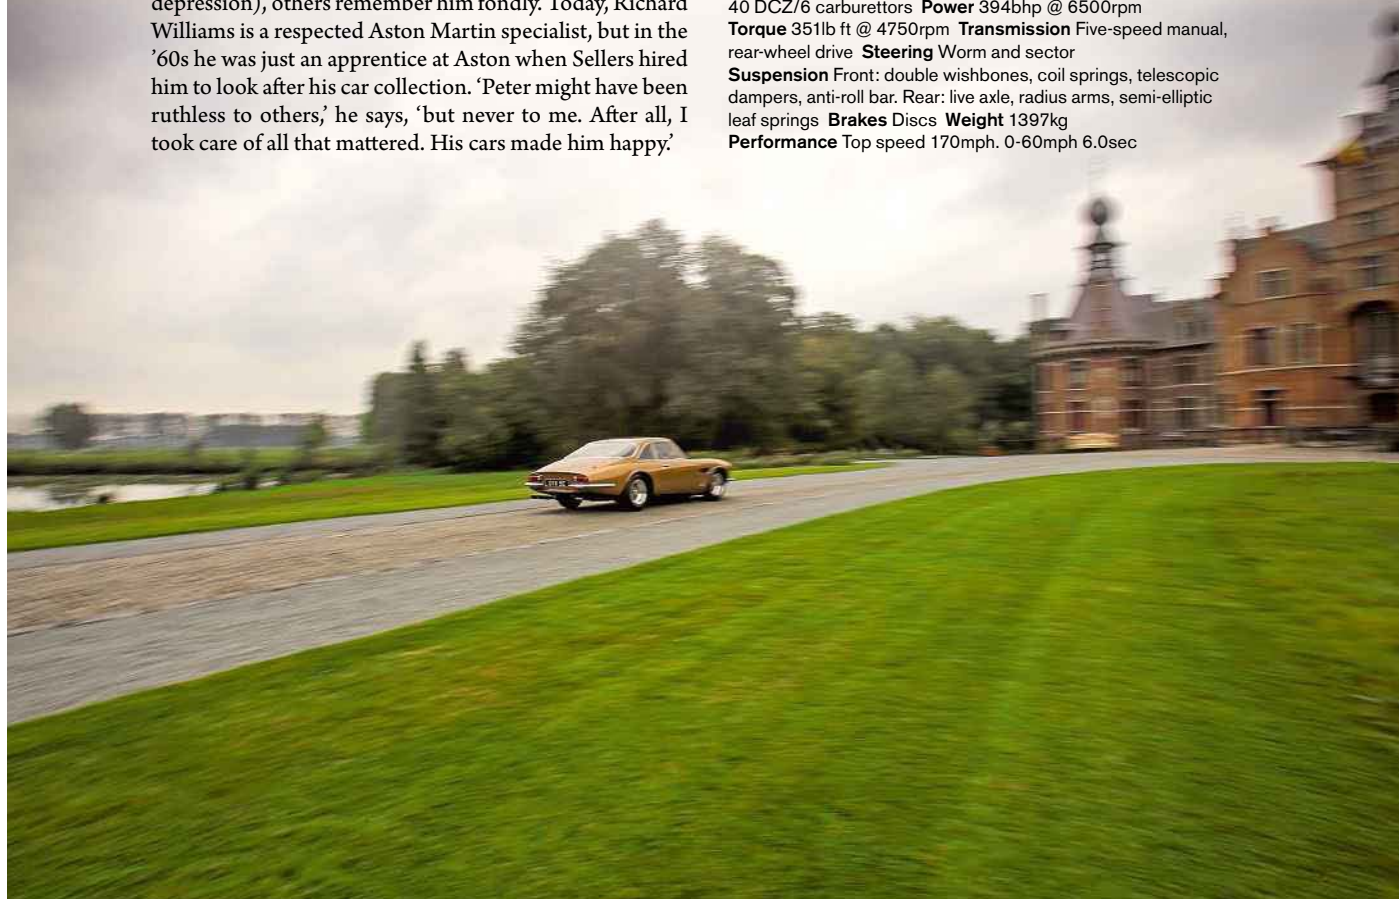 depression), others remember him fondly. Today, Richard
Williams is a respected Aston Martin specialist, but in the
’60s he was just an apprentice at Aston when Sellers hired
him to look after his car collection. ‘Peter might have been
ruthless to others,’ he says, ‘but never to me. After all, I
took care of all that mattered. His cars made him happy.’
40 DCZ/6 carburettors Power 394bhp @ 6500rpm
Torque 351lb ft @ 4750rpm Transmission Five-speed manual,
rear-wheel drive Steering Worm and sector
Suspension Front: double wishbones, coil springs, telescopic
dampers, anti-roll bar. Rear: live axle, radius arms, semi-elliptic
leaf springs Brakes Discs Weight 1397kg
Performance Top speed 170mph. 0-60mph 6.0sec